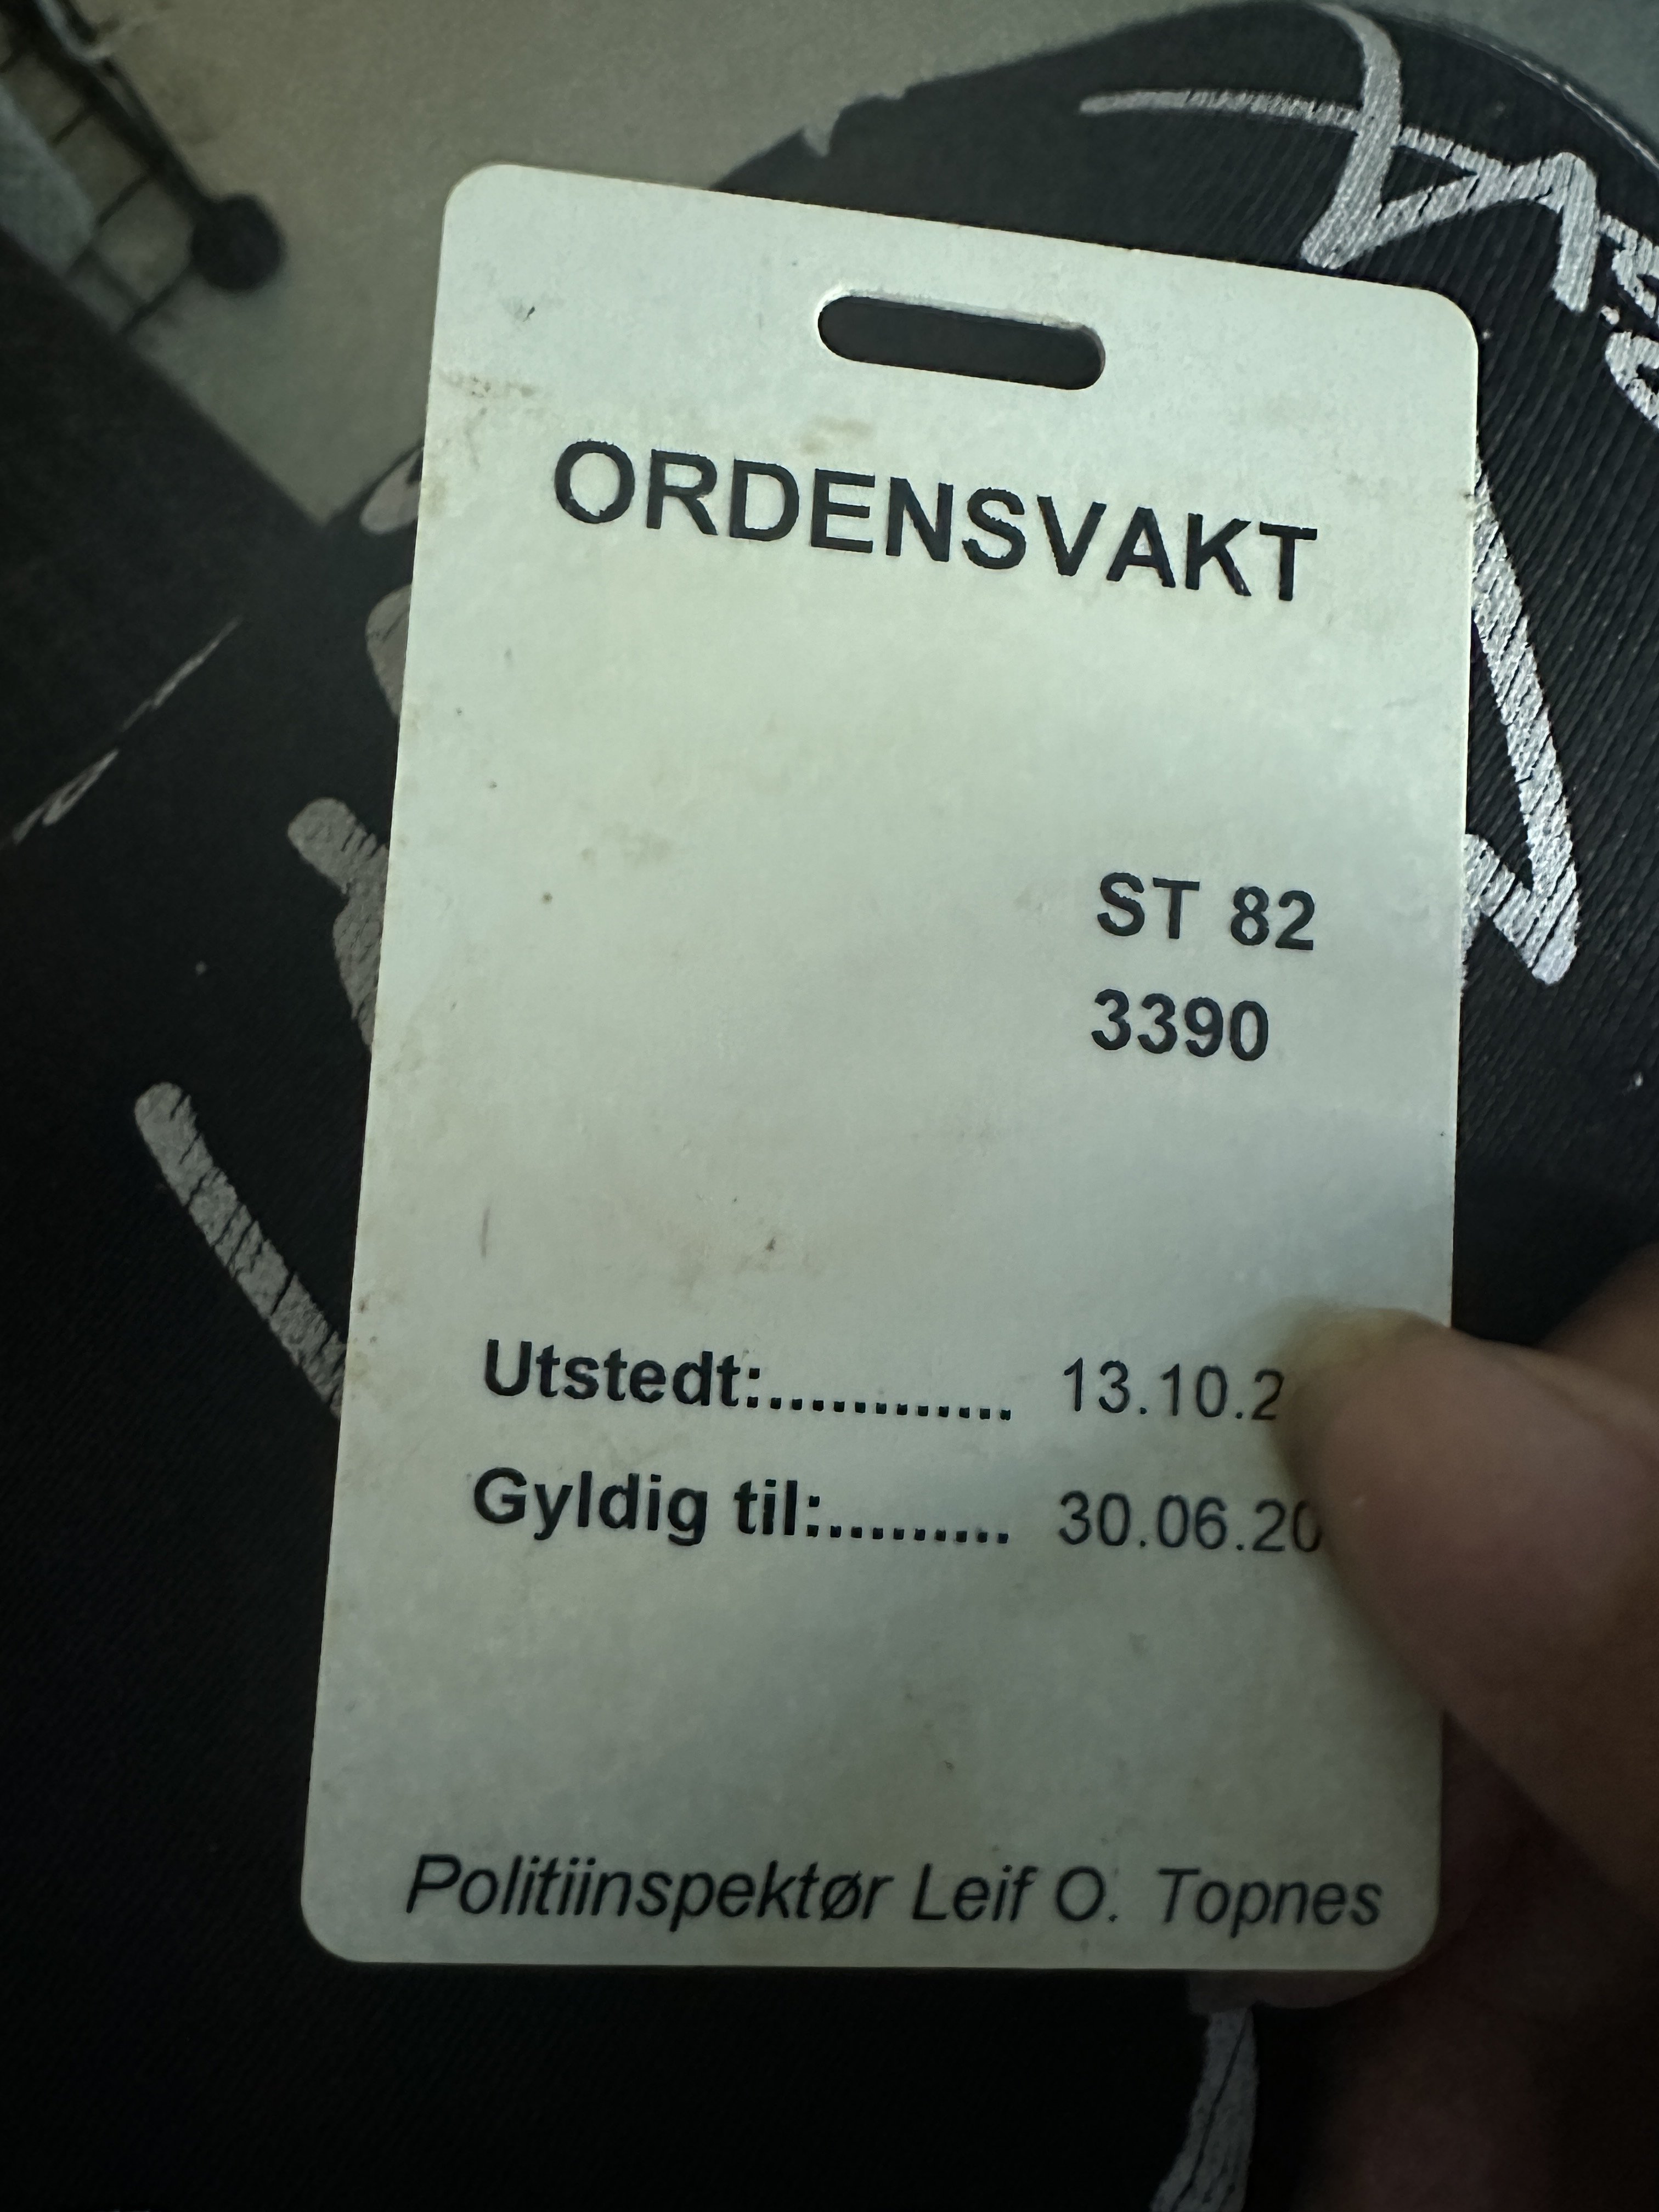 ORDENSVAKT
ST 82
3390
Utstedt:............. 13.10.2
Gyldig til:.......... 30.06.20
Politiinspektør Leif O. Topnes